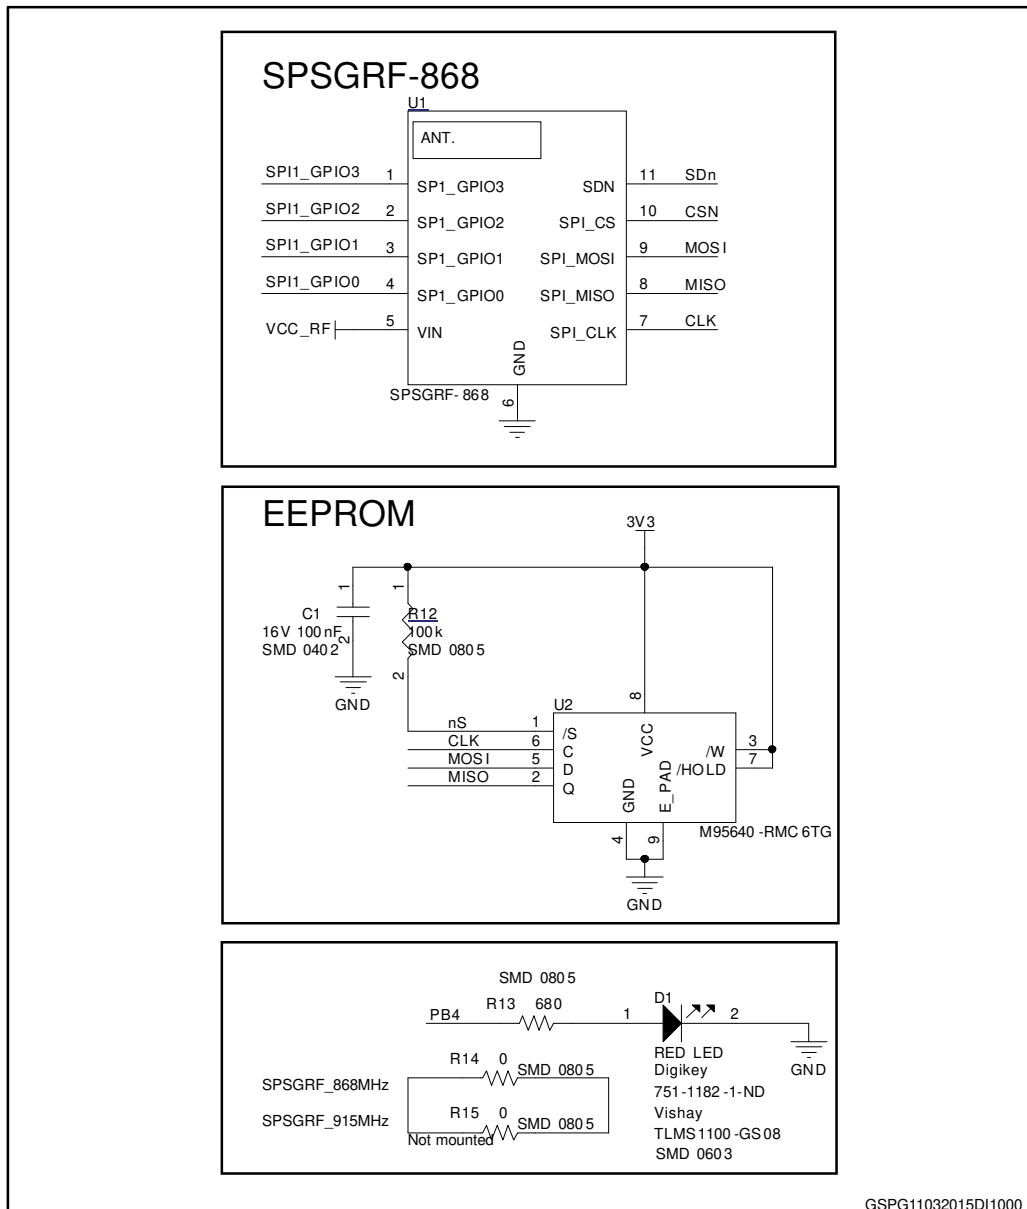 SPSGRF-868
U1
ANT.
SPI1_GPIO3 1 SP1_GPIO3 SDN 11 SDn
SPI1_GPIO2 2 SP1_GPIO2 SPI_CS 10 CSN
SPI1_GPIO1 3 SP1_GPIO1 SPI_MOSI 9 MOSI
SPI1_GPIO0 4 SP1_GPIO0 SPI_MISO 8 MISO
VCC_RF 5 VIN SPI_CLK 7 CLK
GND
SPSGRF-868
6
EEPROM
3V3
1
1
C1
16V 100nF
SMD 0402
2
GND
R12
100k
SMD 0805
2
8
U2
nS 1 /S
CLK 6 C
MOSI 5 D
MISO 2 Q
VCC
/W 3
/HOLD 7
GND
E_PAD
M95640-RMC6TG
4
9
GND
SMD 0805
PB4
R13 680
1
D1
2
RED LED
Digikey
751-1182-1-ND
Vishay
TLMS1100-GS08
SMD 0603
GND
R14 0
SMD 0805
SPSGRF_868MHz
SPSGRF_915MHz
R15 0
SMD 0805
Not mounted
GSPG11032015DI1000